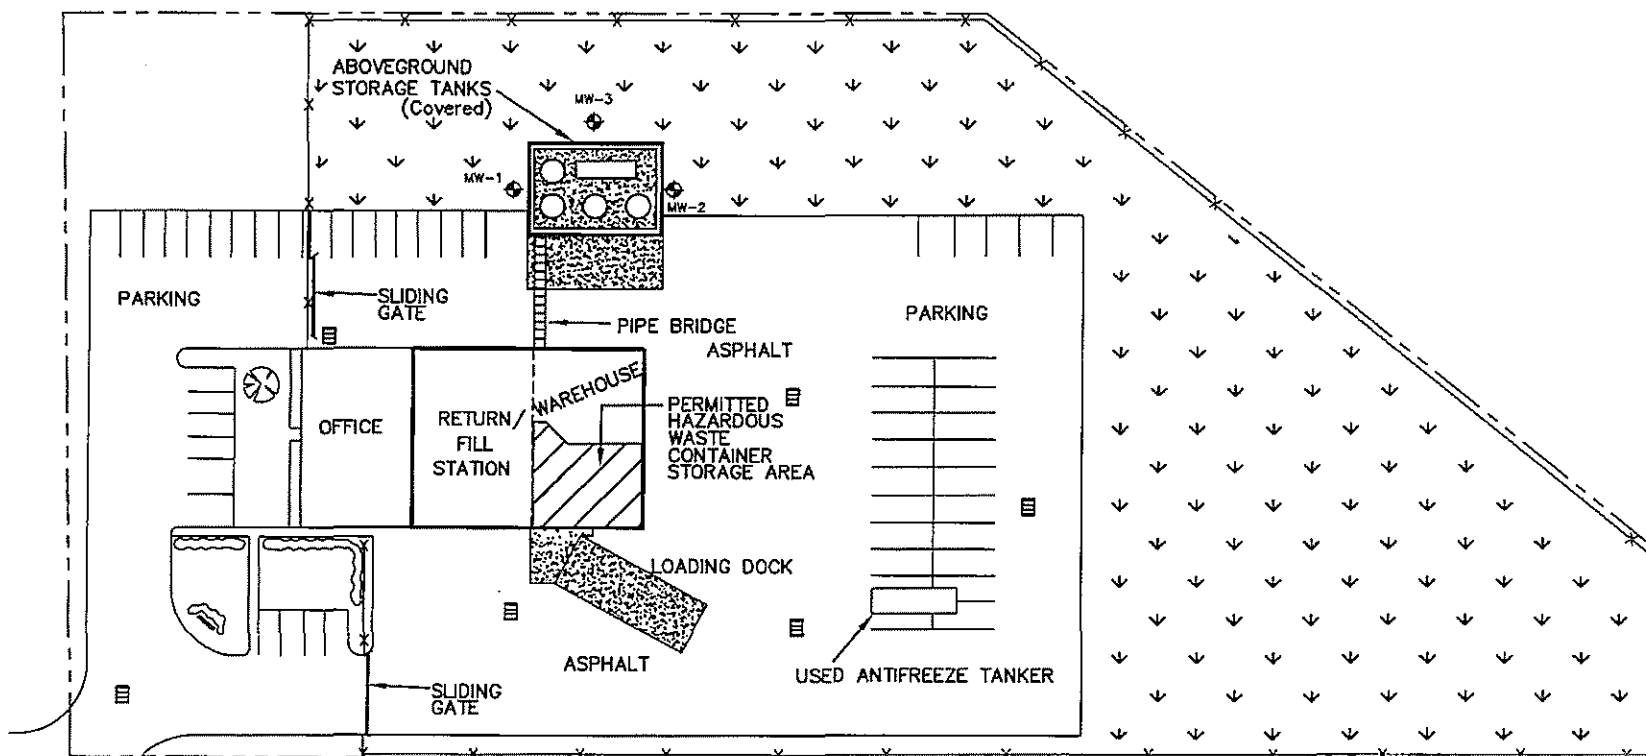 ABOVEGROUND
STORAGE TANKS
(Covered)
MW-3
MW-1
MW-2
PARKING
SLIDING
GATE
PIPE BRIDGE
ASPHALT
PARKING
OFFICE
RETURN/
FILL
STATION
WAREHOUSE
PERMITTED
HAZARDOUS
WASTE
CONTAINER
STORAGE AREA
LOADING DOCK
ASPHALT
USED ANTIFREEZE TANKER
SLIDING
GATE